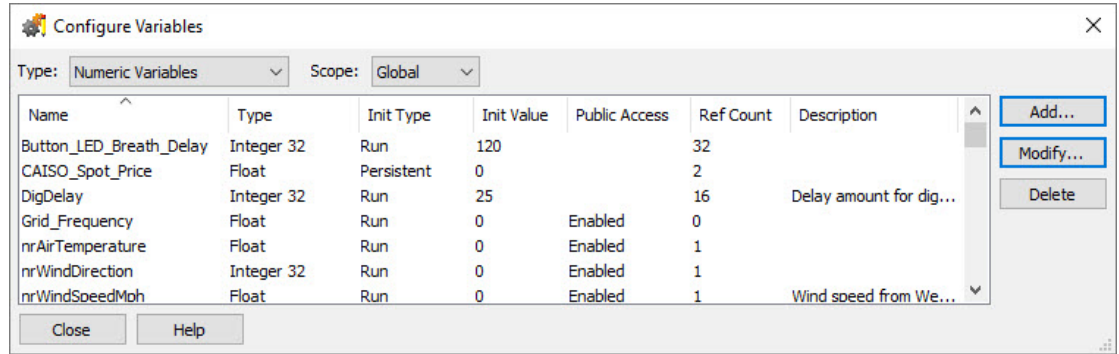 Configure Variables
Type: Numeric Variables Scope: Global
Name Type Init Type Init Value Public Access Ref Count Description
Add...
Button_LED_Breath_Delay Integer 32 Run 120 32
Modify...
CAISO_Spot_Price Float Persistent 0 2
DigDelay Integer 32 Run 25 16 Delay amount for dig...
Delete
Grid_Frequency Float Run 0 Enabled 0
nrAirTemperature Float Run 0 Enabled 1
nrWindDirection Integer 32 Run 0 Enabled 1
nrWindSpeedMph Float Run 0 Enabled 1 Wind speed from We...
Close Help